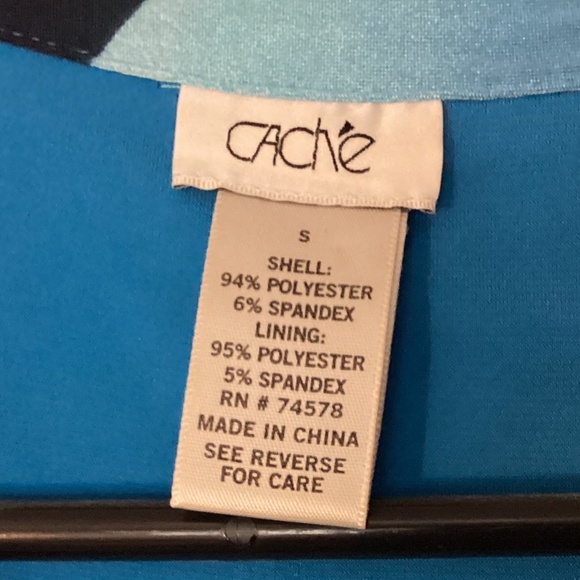 CAché
S
SHELL:
94% POLYESTER
6% SPANDEX
LINING:
95% POLYESTER
5% SPANDEX
RN # 74578
MADE IN CHINA
SEE REVERSE
FOR CARE